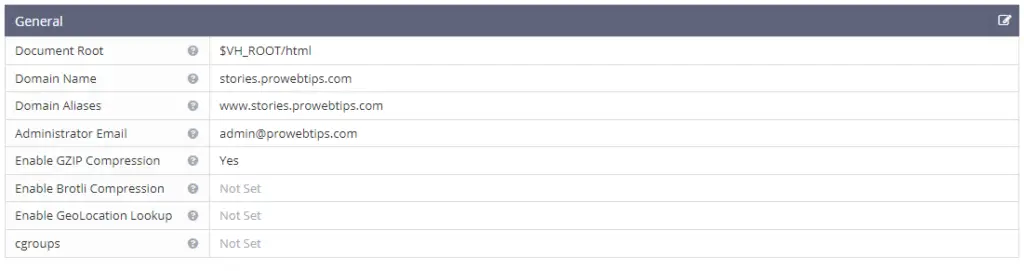 General
Document Root $VH_ROOT/html
Domain Name stories.prowebtips.com
Domain Aliases www.stories.prowebtips.com
Administrator Email admin@prowebtips.com
Enable GZIP Compression Yes
Enable Brotli Compression Not Set
Enable GeoLocation Lookup Not Set
cgroups Not Set